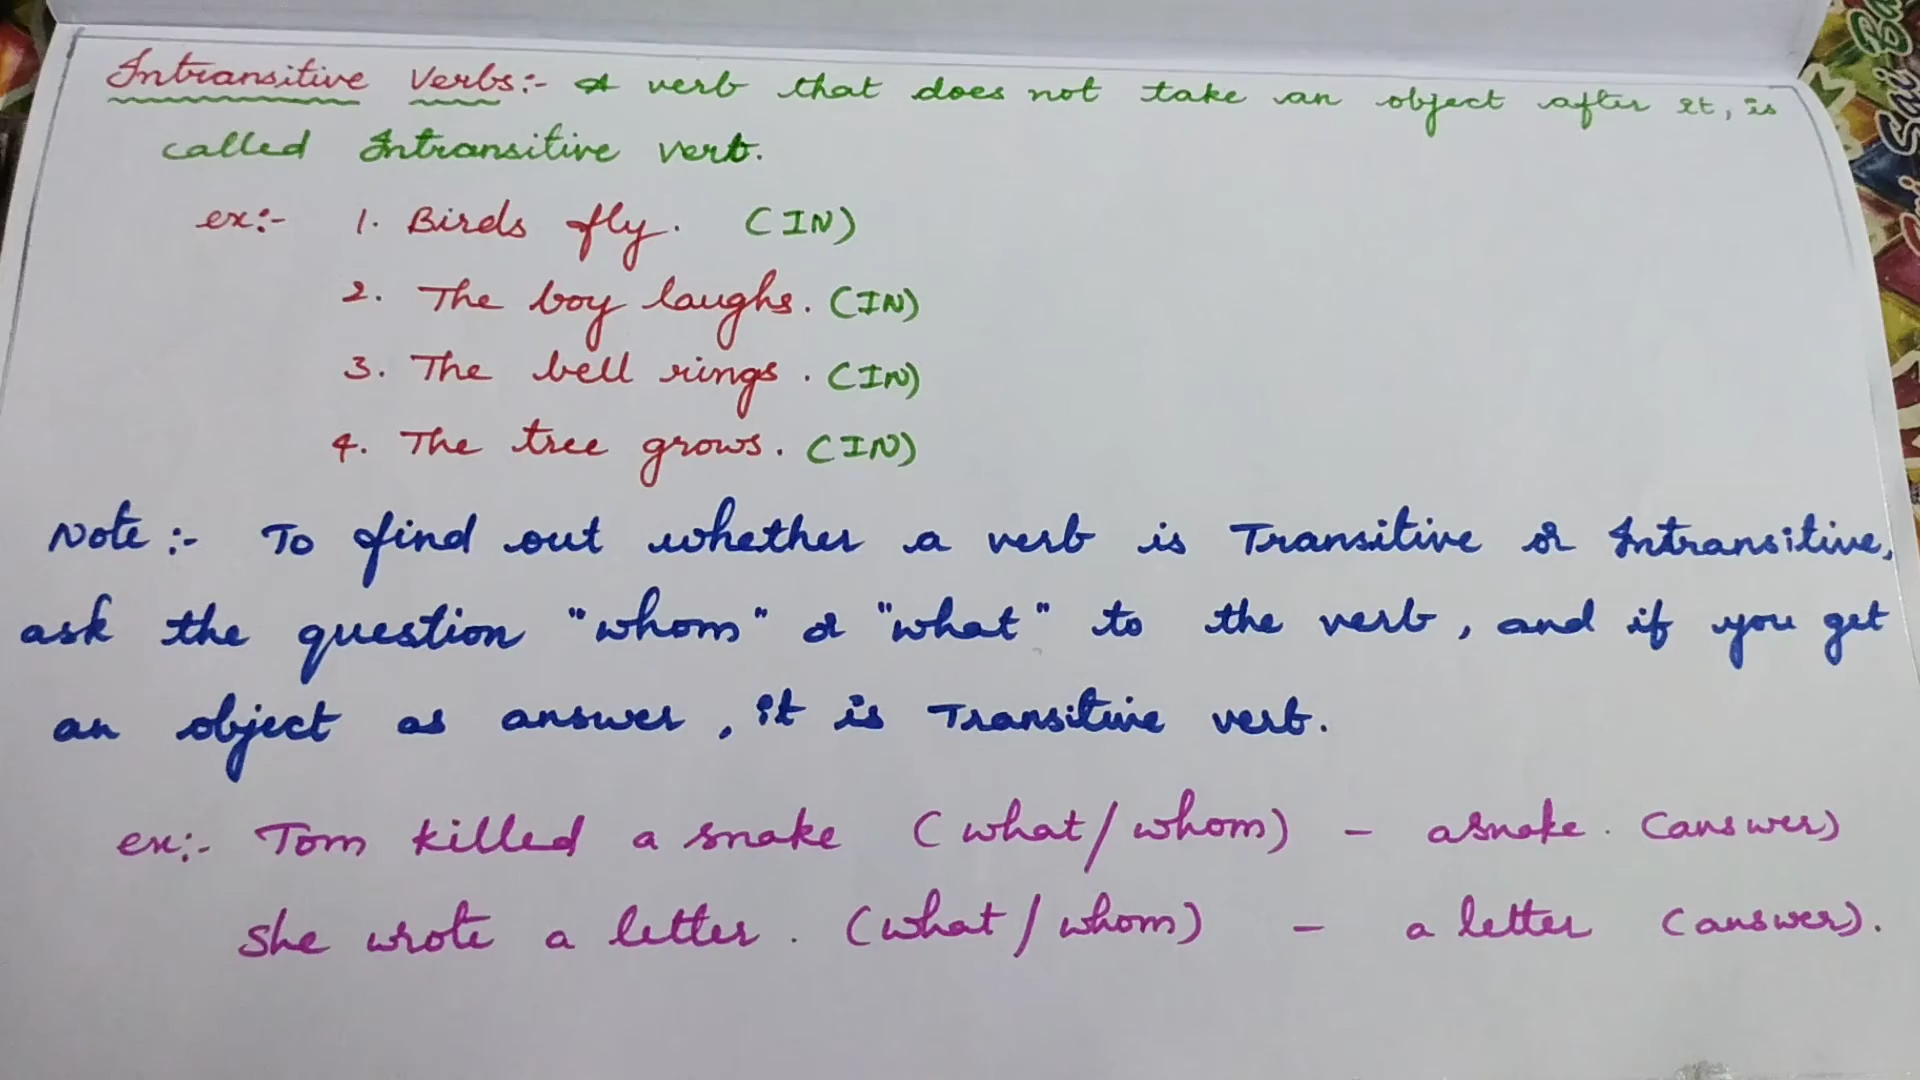 Intransitive Verbs:- A verb that does not take an object after it, is
called Intransitive verb.
ex:- 1. Birds fly. (IN)
2. The boy laughs. (IN)
3. The bell rings. (IN)
4. The tree grows. (IN)
Note:- To find out whether a verb is Transitive or Intransitive,
ask the question "whom" or "what" to the verb, and if you get
an object as answer, it is Transitive verb.
ex:- Tom killed a snake (what/whom) - a snake. (answer)
She wrote a letter. (what/whom) - a letter (answer).
Sai Ba
Sai